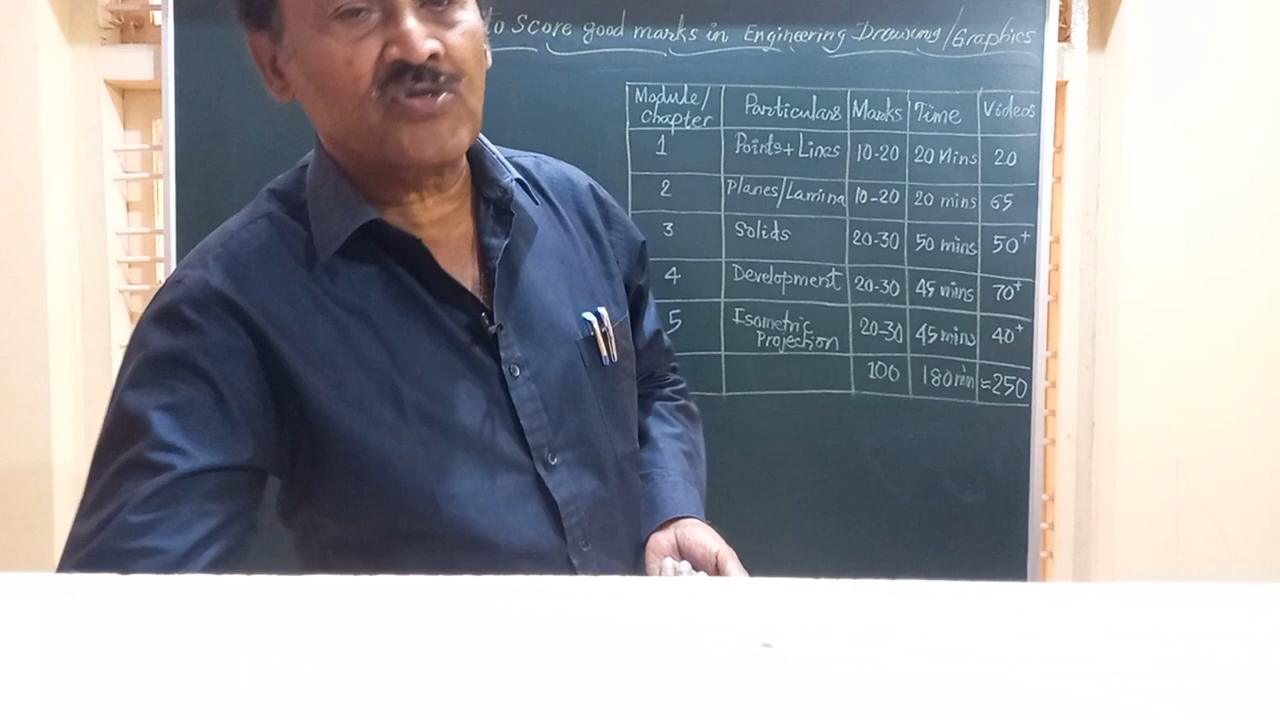 to Score good marks in Engineering Drawing/Graphics
Module/Chapter Particulars Marks Time Videos
1 Points+Lines 10-20 20 Mins 20
2 Planes/Lamina 10-20 20 mins 65
3 Solids 20-30 50 mins 50+
4 Development 20-30 45 mins 70+
5 Isometric Projection 20-30 45 mins 40+
100 180 min ≈250